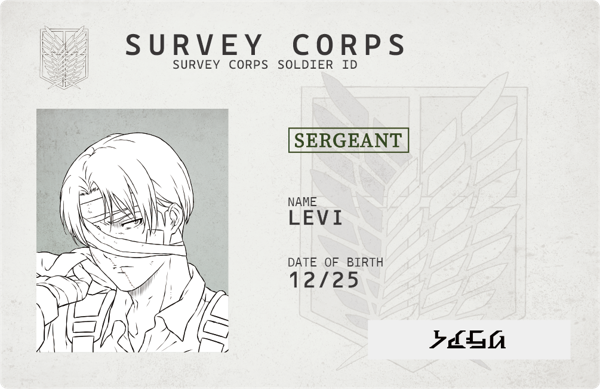 SURVEY CORPS
SURVEY CORPS SOLDIER ID
SERGEANT
NAME
LEVI
DATE OF BIRTH
12/25